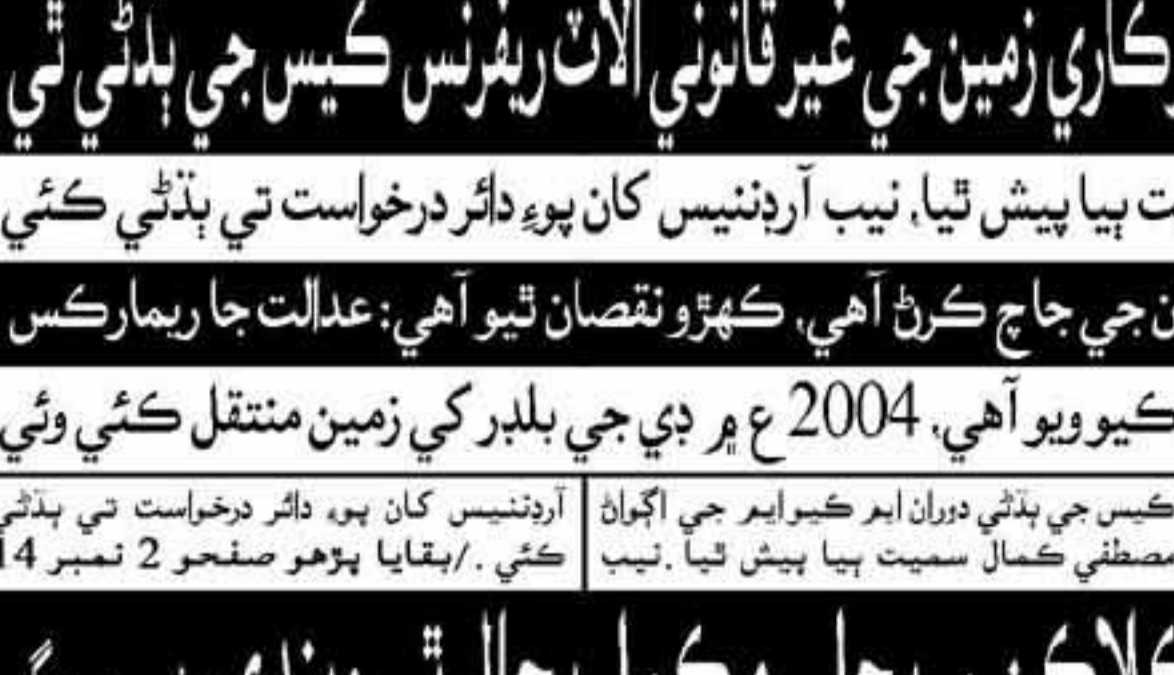 ڪاري زمين جي غير قانوني الاٽ ريفرنس ڪيس جي ٻڌڻي ٿي
ت ٻيا پيش ٿيا، نيب آرڊيننس کان پوءِ دائر درخواست تي ٻڌڻي ڪئي
جي جاچ ڪرڻ آهي، ڪهڙو نقصان ٿيو آهي: عدالت جا ريمارڪس
ڪيو ويو آهي، 2004 ع ۾ ڊي جي بلڊر کي زمين منتقل ڪئي وئي
ڪيس جي ٻڌڻي دوران ايم ڪيو ايم جي اڳواڻ
مصطفيٰ ڪمال سميت ٻيا پيش ٿيا .نيب
آرڊيننس کان پوءِ دائر درخواست تي ٻڌڻي
ڪئي ./بقايا پڙهو صفحو 2 نمبر 14